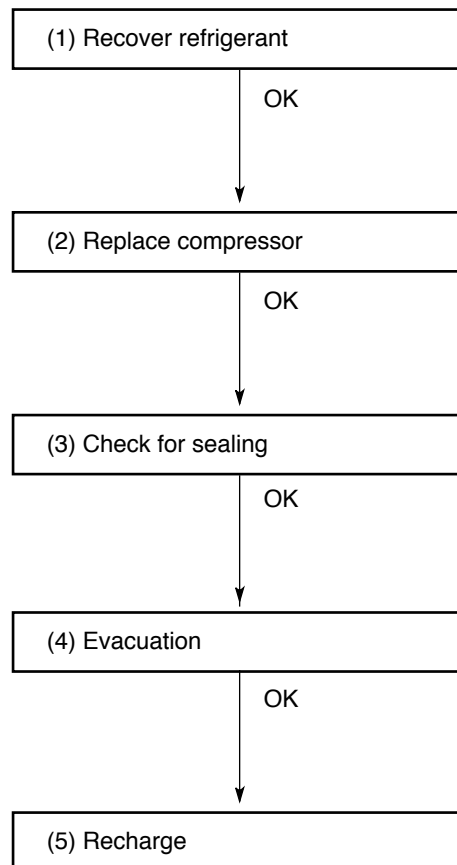 (1) Recover refrigerant
OK
(2) Replace compressor
OK
(3) Check for sealing
OK
(4) Evacuation
OK
(5) Recharge